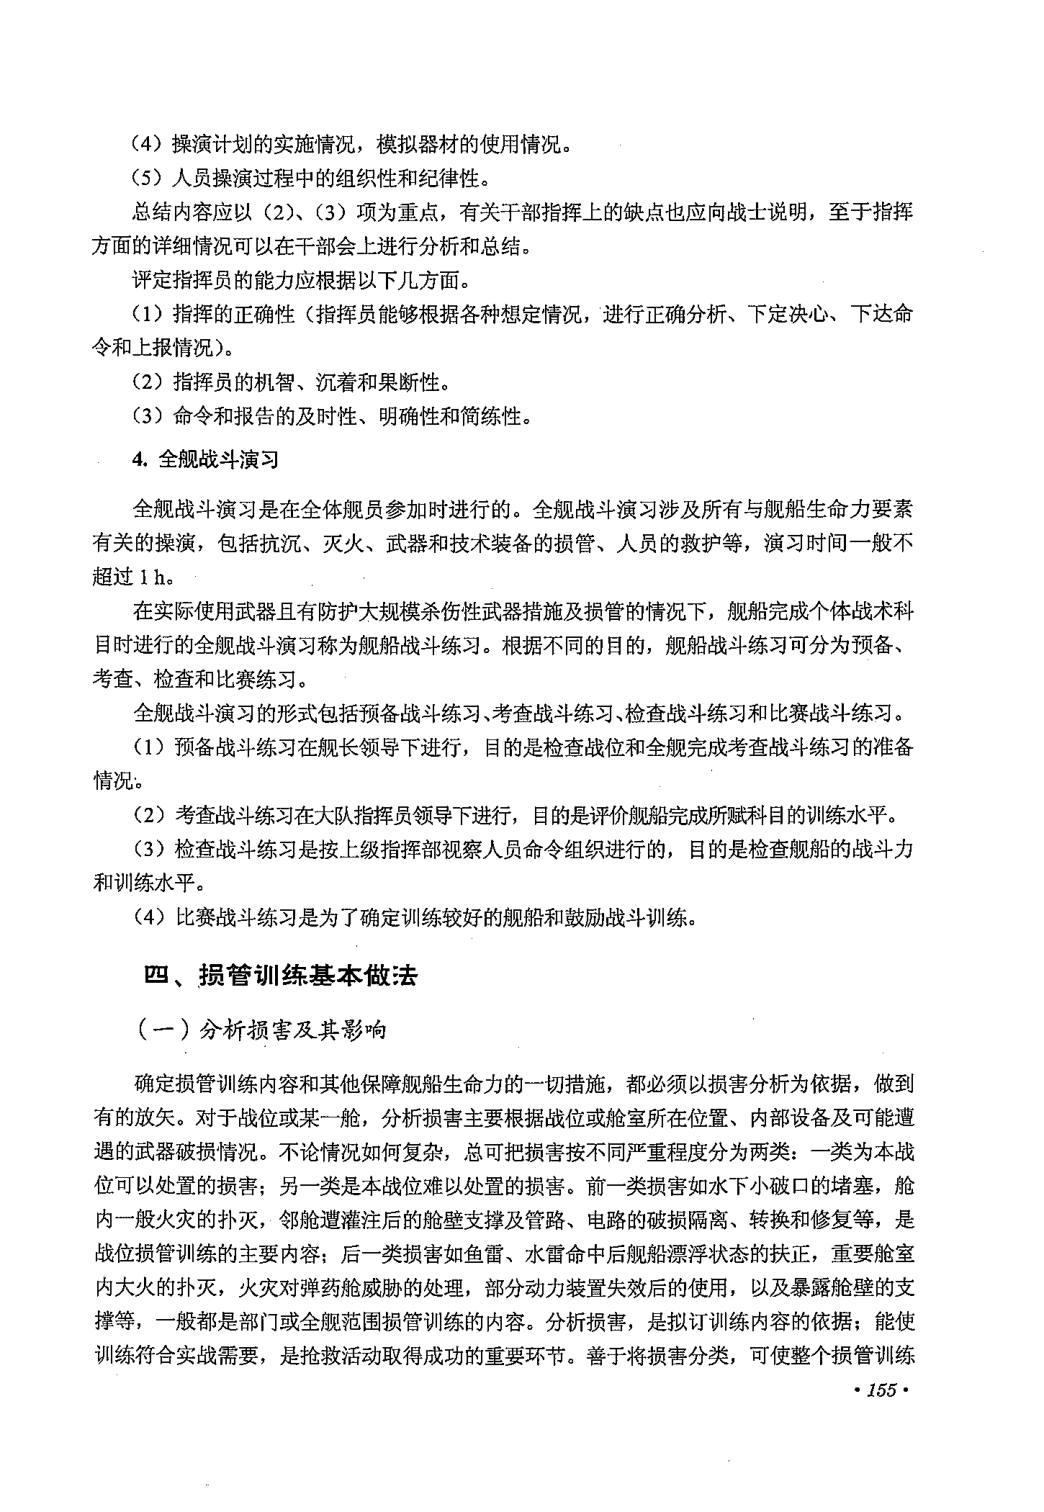 （4）操演计划的实施情况，模拟器材的使用情况。
（5）人员操演过程中的组织性和纪律性。
总结内容应以（2）、（3）项为重点，有关干部指挥上的缺点也应向战士说明，至于指挥
方面的详细情况可以在干部会上进行分析和总结。
评定指挥员的能力应根据以下几方面。
（1）指挥的正确性（指挥员能够根据各种想定情况，进行正确分析、下定决心、下达命
令和上报情况）。
（2）指挥员的机智、沉着和果断性。
（3）命令和报告的及时性、明确性和简练性。
4. 全舰战斗演习
全舰战斗演习是在全体舰员参加时进行的。全舰战斗演习涉及所有与舰船生命力要素
有关的操演，包括抗沉、灭火、武器和技术装备的损管、人员的救护等，演习时间一般不
超过 1 h。
在实际使用武器且有防护大规模杀伤性武器措施及损管的情况下，舰船完成个体战术科
目时进行的全舰战斗演习称为舰船战斗练习。根据不同的目的，舰船战斗练习可分为预备、
考查、检查和比赛练习。
全舰战斗演习的形式包括预备战斗练习、考查战斗练习、检查战斗练习和比赛战斗练习。
（1）预备战斗练习在舰长领导下进行，目的是检查战位和全舰完成考查战斗练习的准备
情况。
（2）考查战斗练习在大队指挥员领导下进行，目的是评价舰船完成所赋科目的训练水平。
（3）检查战斗练习是按上级指挥部视察人员命令组织进行的，目的是检查舰船的战斗力
和训练水平。
（4）比赛战斗练习是为了确定训练较好的舰船和鼓励战斗训练。
四、损管训练基本做法
（一）分析损害及其影响
确定损管训练内容和其他保障舰船生命力的一切措施，都必须以损害分析为依据，做到
有的放矢。对于战位或某一舱，分析损害主要根据战位或舱室所在位置、内部设备及可能遭
遇的武器破损情况。不论情况如何复杂，总可把损害按不同严重程度分为两类：一类为本战
位可以处置的损害；另一类是本战位难以处置的损害。前一类损害如水下小破口的堵塞，舱
内一般火灾的扑灭，邻舱遭灌注后的舱壁支撑及管路、电路的破损隔离、转换和修复等，是
战位损管训练的主要内容；后一类损害如鱼雷、水雷命中后舰船漂浮状态的扶正，重要舱室
内大火的扑灭，火灾对弹药舱威胁的处理，部分动力装置失效后的使用，以及暴露舱壁的支
撑等，一般都是部门或全舰范围损管训练的内容。分析损害，是拟订训练内容的依据；能使
训练符合实战需要，是抢救活动取得成功的重要环节。善于将损害分类，可使整个损管训练
·155·